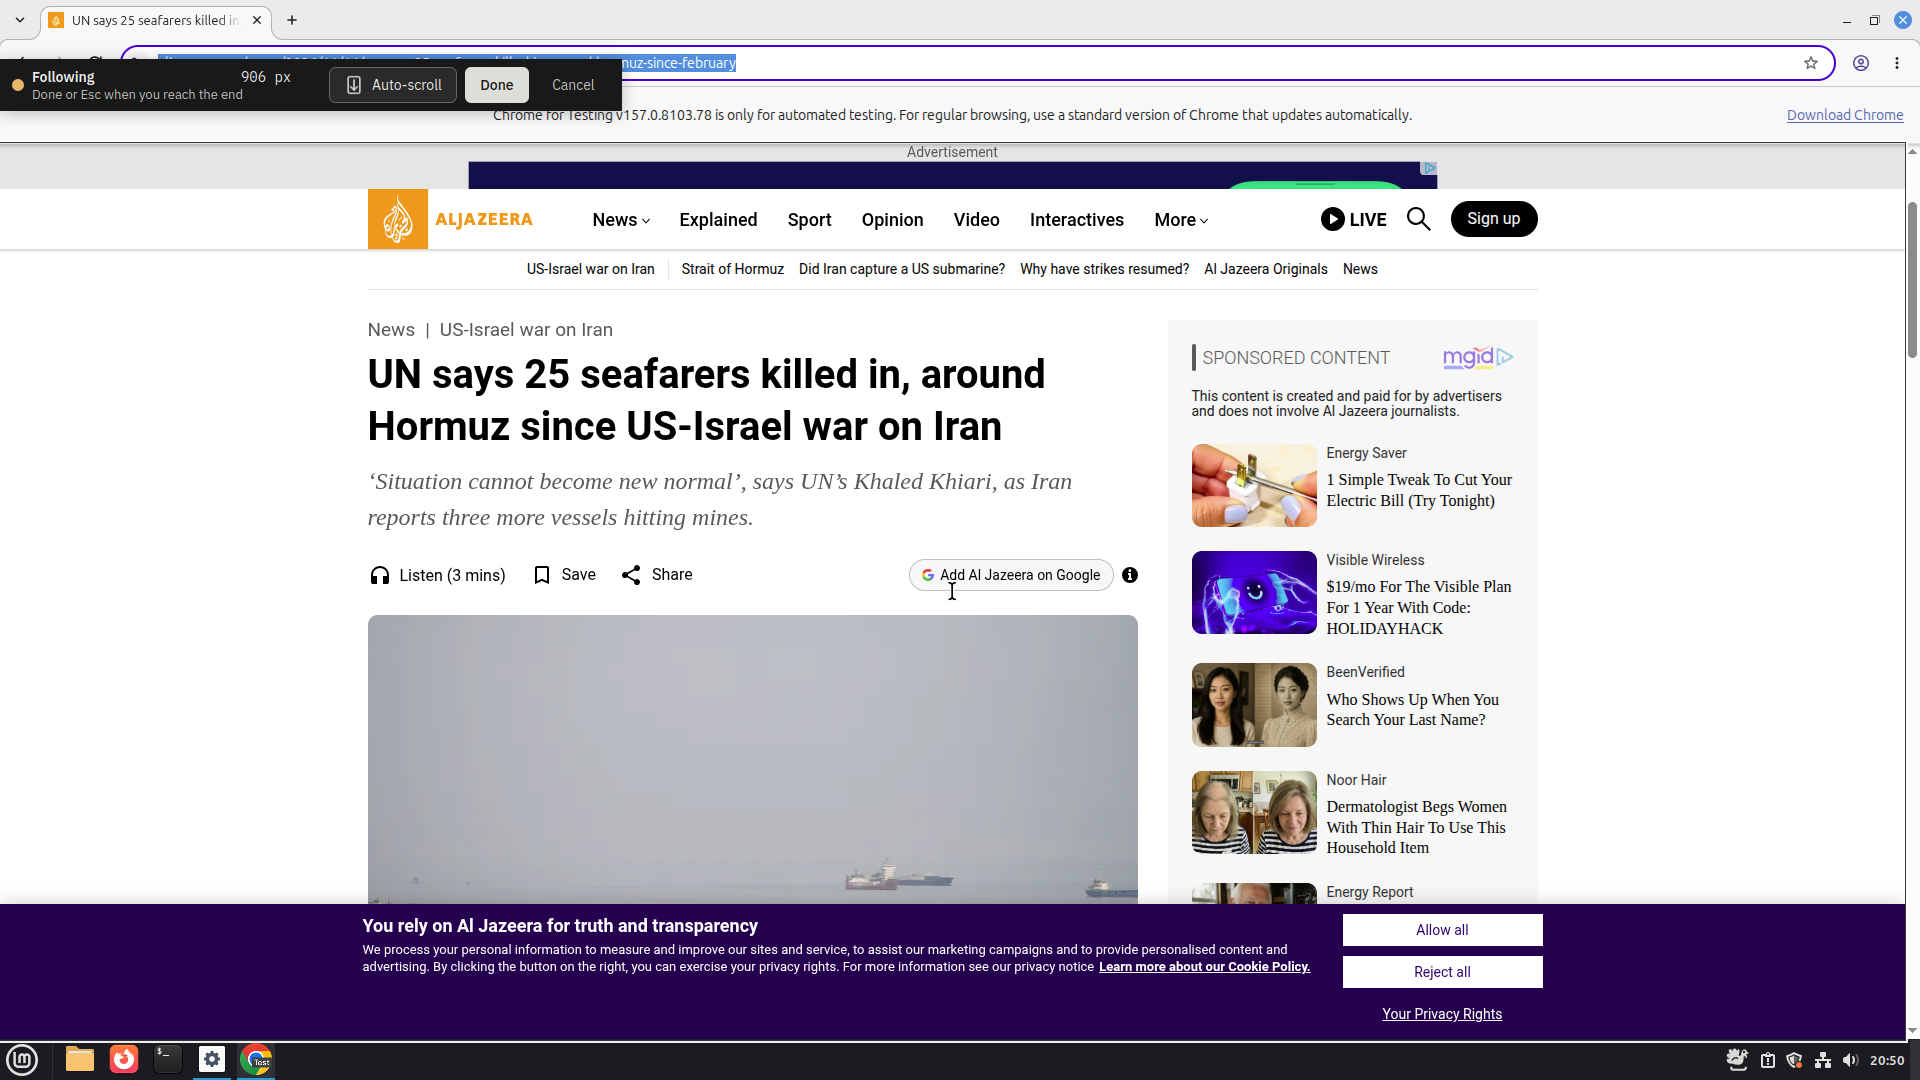 UN says 25 seafarers killed in
muz-since-february
Following
906 px
Done or Esc when you reach the end
Auto-scroll
Done
Cancel
Chrome for Testing v157.0.8103.78 is only for automated testing. For regular browsing, use a standard version of Chrome that updates automatically.
Download Chrome
Advertisement
ALJAZEERA
News
Explained
Sport
Opinion
Video
Interactives
More
LIVE
Sign up
US-Israel war on Iran
Strait of Hormuz
Did Iran capture a US submarine?
Why have strikes resumed?
Al Jazeera Originals
News
News | US-Israel war on Iran
UN says 25 seafarers killed in, around
Hormuz since US-Israel war on Iran
‘Situation cannot become new normal’, says UN’s Khaled Khiari, as Iran
reports three more vessels hitting mines.
Listen (3 mins)
Save
Share
Add Al Jazeera on Google
SPONSORED CONTENT
mgid
This content is created and paid for by advertisers
and does not involve Al Jazeera journalists.
Energy Saver
1 Simple Tweak To Cut Your
Electric Bill (Try Tonight)
Visible Wireless
$19/mo For The Visible Plan
For 1 Year With Code:
HOLIDAYHACK
BeenVerified
Who Shows Up When You
Search Your Last Name?
Noor Hair
Dermatologist Begs Women
With Thin Hair To Use This
Household Item
Energy Report
You rely on Al Jazeera for truth and transparency
We process your personal information to measure and improve our sites and service, to assist our marketing campaigns and to provide personalised content and
advertising. By clicking the button on the right, you can exercise your privacy rights. For more information see our privacy notice Learn more about our Cookie Policy.
Allow all
Reject all
Your Privacy Rights
Test
20:50